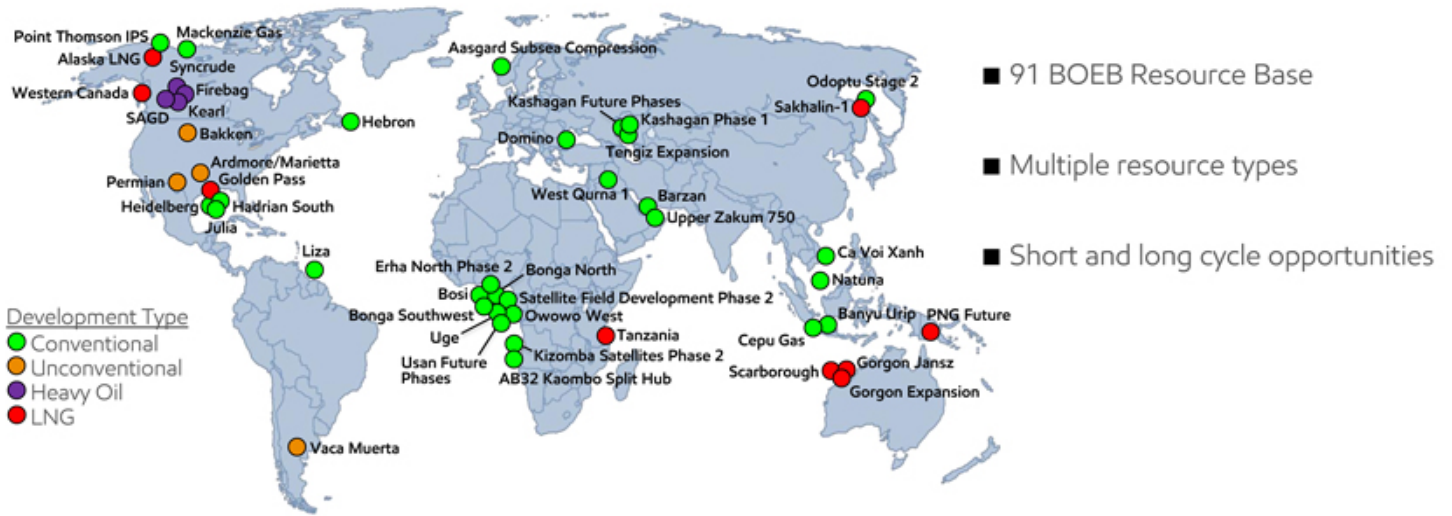 Point Thomson IPS
Mackenzie Gas
Alaska LNG
Syncrude
Western Canada
Firebag
SAGD
Kearl
Bakken
Hebron
Ardmore/Marietta
Permian
Golden Pass
Heidelberg
Hadrian South
Julia
Liza
Vaca Muerta
Aasgard Subsea Compression
Kashagan Future Phases
Kashagan Phase 1
Domino
Tengiz Expansion
West Qurna 1
Barzan
Upper Zakum 750
Erha North Phase 2
Bonga North
Bosi
Satellite Field Development Phase 2
Bonga Southwest
Owowo West
Uge
Usan Future
Phases
Tanzania
Kizomba Satellites Phase 2
AB32 Kaombo Split Hub
Odoptu Stage 2
Sakhalin-1
Ca Voi Xanh
Natuna
Banyu Urip
PNG Future
Cepu Gas
Scarborough
Gorgon Jansz
Gorgon Expansion
Development Type
Conventional
Unconventional
Heavy Oil
LNG
■ 91 BOEB Resource Base
■ Multiple resource types
■ Short and long cycle opportunities